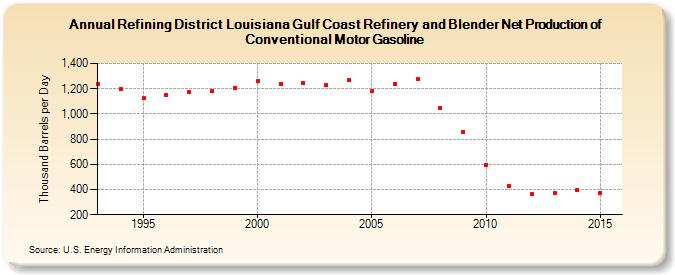 Annual Refining District Louisiana Gulf Coast Refinery and Blender Net Production of
Conventional Motor Gasoline
Thousand Barrels per Day
1,400
1,200
1,000
800
600
400
200
1995 2000 2005 2010 2015
Source: U.S. Energy Information Administration